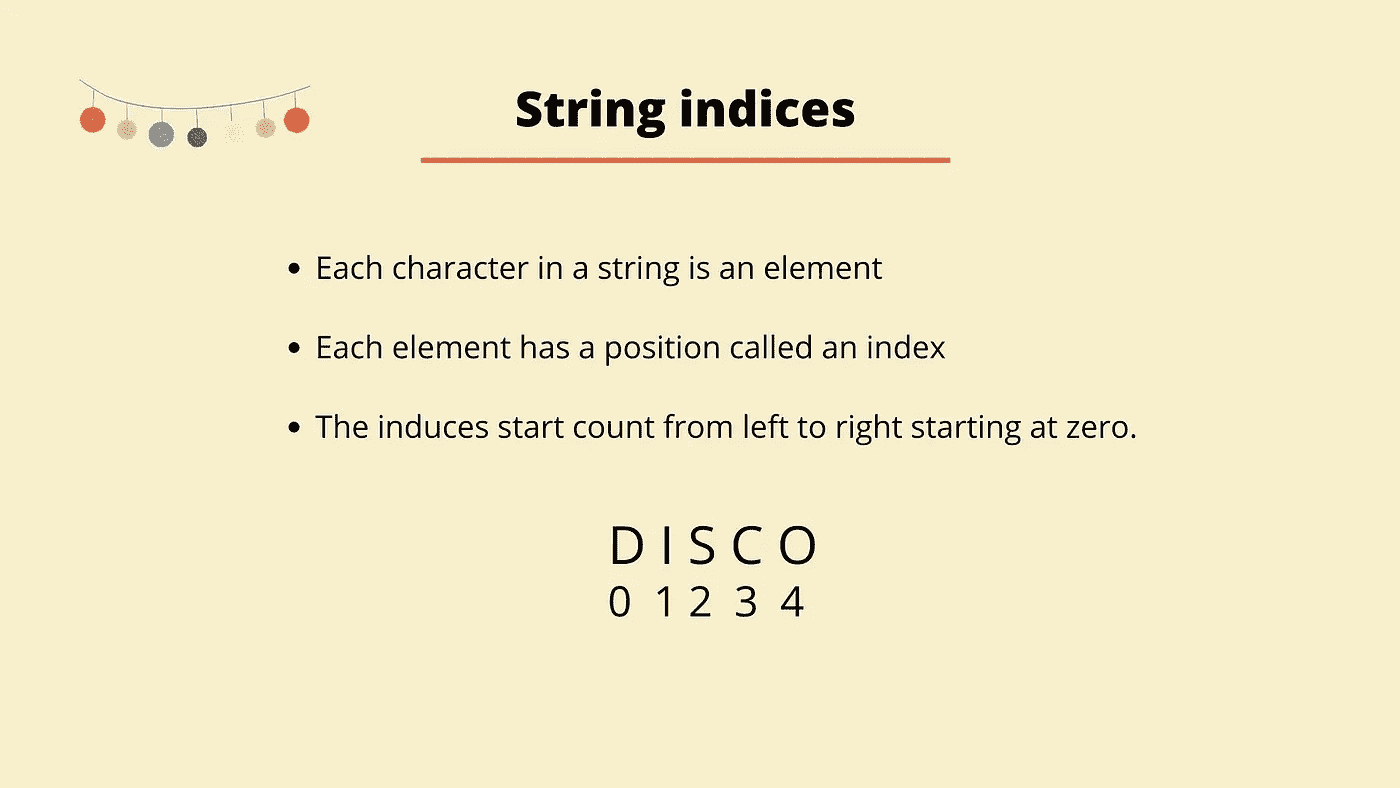 String indices
• Each character in a string is an element
• Each element has a position called an index
• The induces start count from left to right starting at zero.
D I S C O
0 1 2 3 4